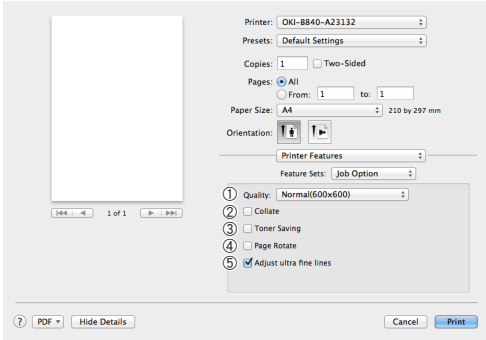 Printer: OKI-B840-A23132
Presets: Default Settings
Copies: 1 Two-Sided
Pages: All
From: 1 to: 1
Paper Size: A4 210 by 297 mm
Orientation:
Printer Features
Feature Sets: Job Option
① Quality: Normal(600x600)
② Collate
1 of 1
③ Toner Saving
④ Page Rotate
⑤ Adjust ultra fine lines
? PDF Hide Details Cancel Print